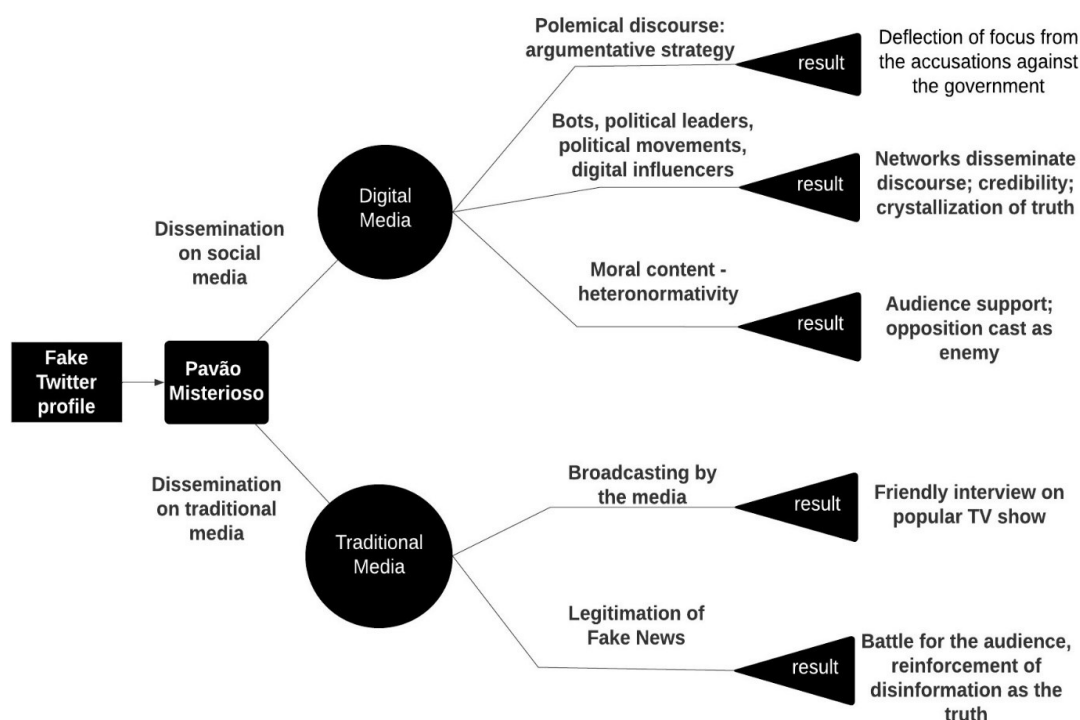 Polemical discourse:
argumentative strategy
result
Deflection of focus from
the accusations against
the government
Bots, political leaders,
political movements,
digital influencers
result
Networks disseminate
discourse; credibility;
crystallization of truth
Digital
Media
Dissemination
on social
media
Moral content -
heteronormativity
result
Audience support;
opposition cast as
enemy
Fake
Twitter
profile
Pavão
Misterioso
Dissemination
on traditional
media
Traditional
Media
Broadcasting by
the media
result
Friendly interview on
popular TV show
Legitimation of
Fake News
result
Battle for the audience,
reinforcement of
disinformation as the
truth